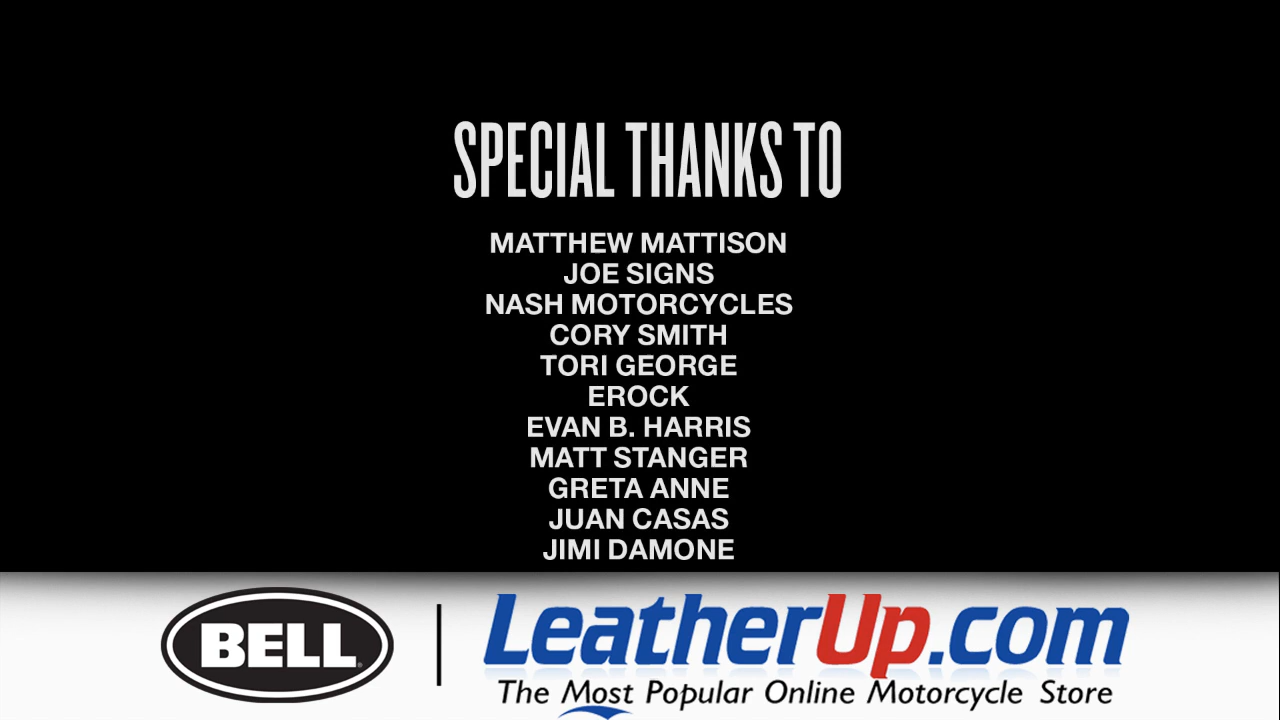 SPECIAL THANKS TO
MATTHEW MATTISON
JOE SIGNS
NASH MOTORCYCLES
CORY SMITH
TORI GEORGE
EROCK
EVAN B. HARRIS
MATT STANGER
GRETA ANNE
JUAN CASAS
JIMI DAMONE
BELL®
LeatherUp.com
The Most Popular Online Motorcycle Store